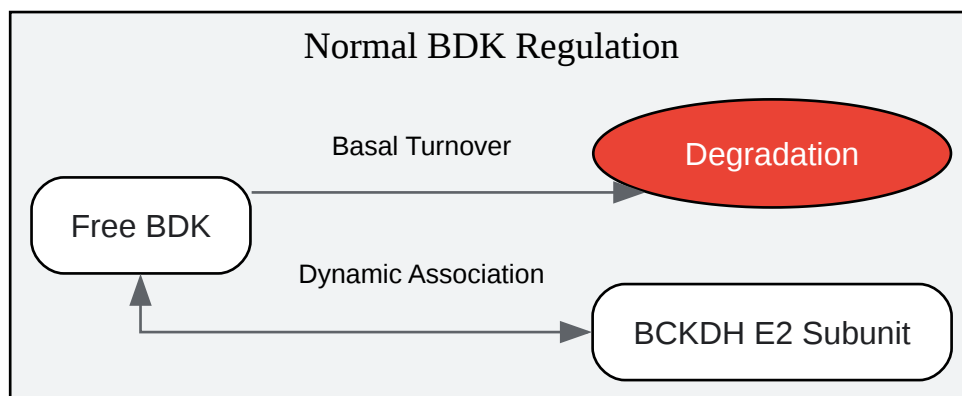 Normal BDK Regulation
Basal Turnover
Degradation
Free BDK
Dynamic Association
BCKDH E2 Subunit